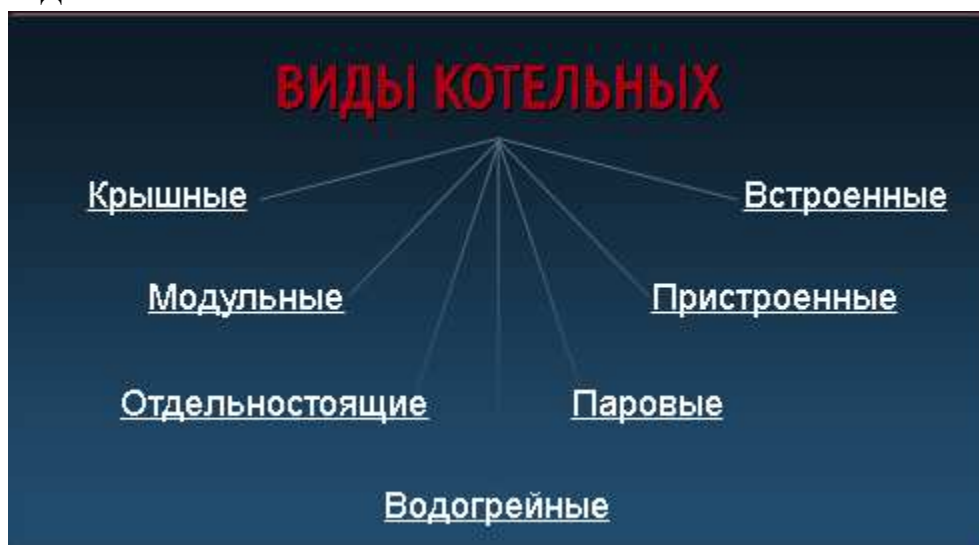 ВИДЫ КОТЕЛЬНЫХ
Крышные
Встроенные
Модульные
Пристроенные
Отдельностоящие
Паровые
Водогрейные